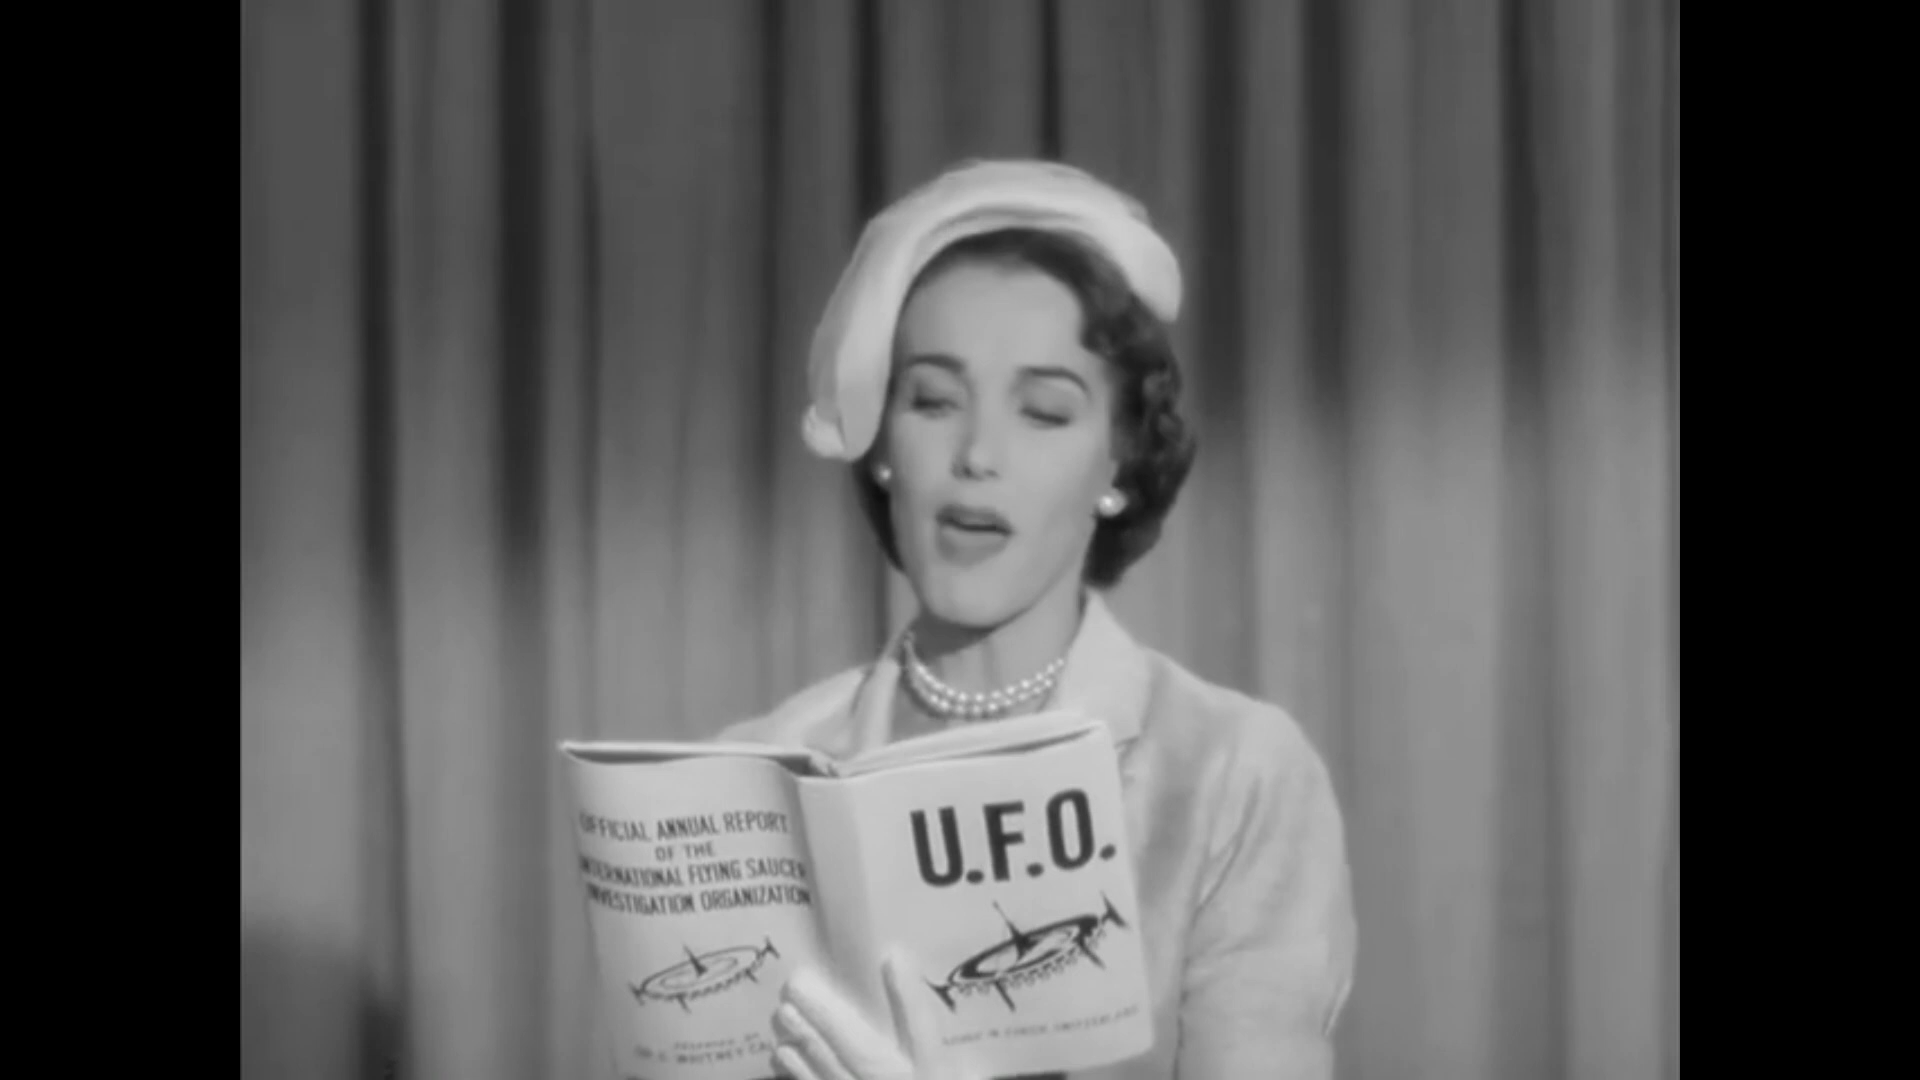 OFFICIAL ANNUAL REPORT
OF THE
INTERNATIONAL FLYING SAUCER
INVESTIGATION ORGANIZATION
U.F.O.